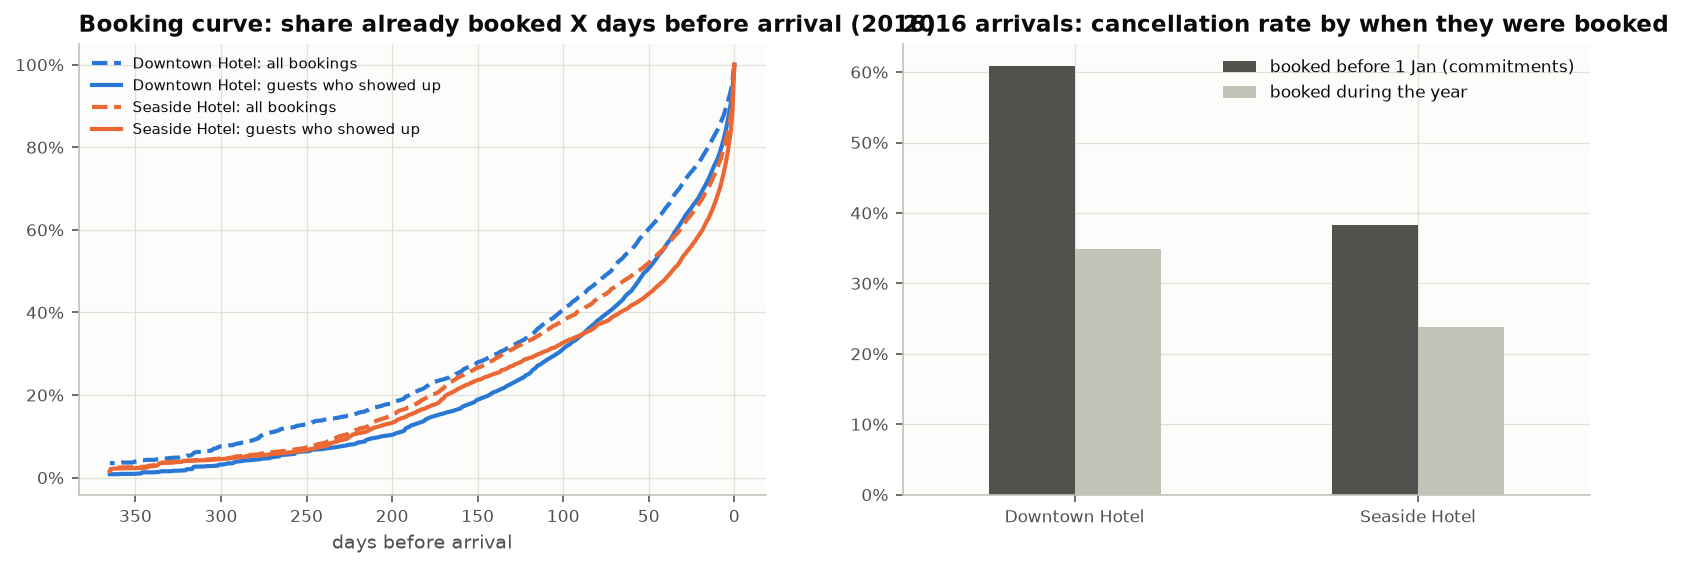 Booking curve: share already booked X days before arrival (2016)
100%
80%
60%
40%
20%
0%
Downtown Hotel: all bookings
Downtown Hotel: guests who showed up
Seaside Hotel: all bookings
Seaside Hotel: guests who showed up
350 300 250 200 150 100 50 0
days before arrival
2016 arrivals: cancellation rate by when they were booked
60%
50%
40%
30%
20%
10%
0%
booked before 1 Jan (commitments)
booked during the year
Downtown Hotel Seaside Hotel